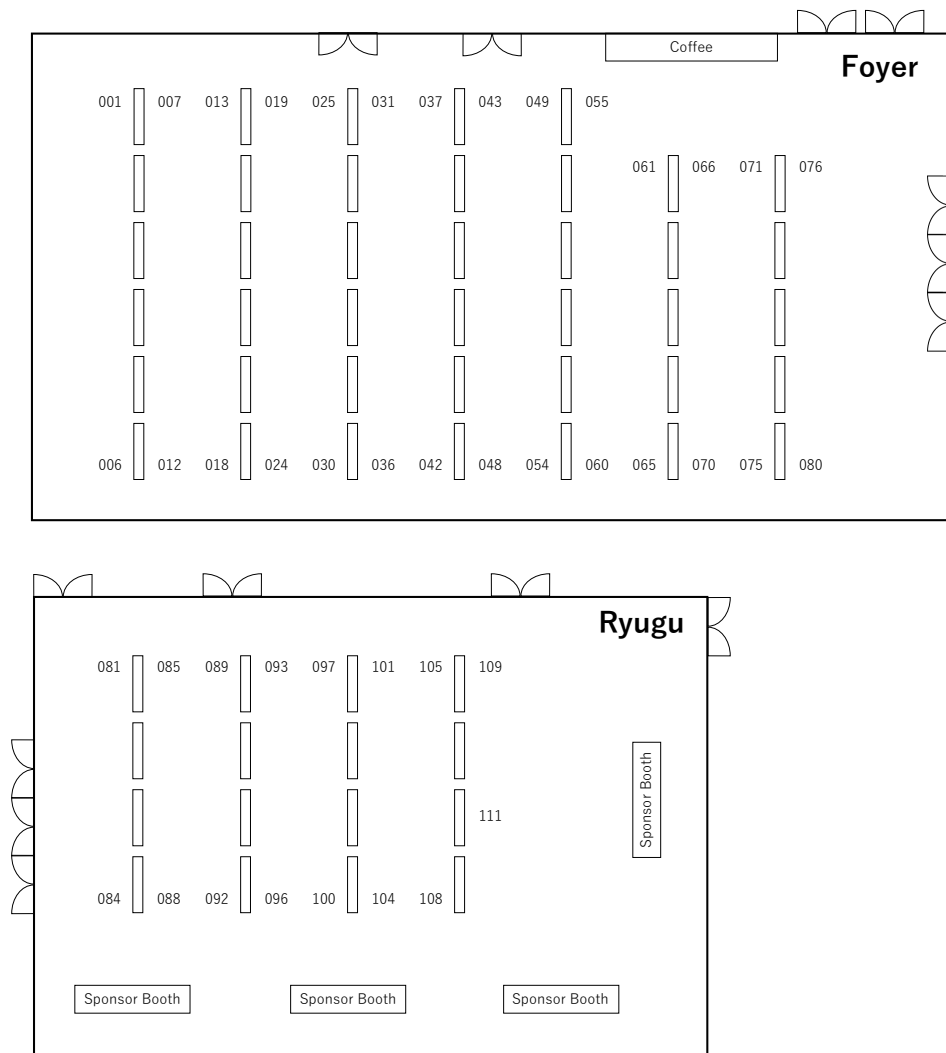 Coffee
Foyer
001 007 013 019 025 031 037 043 049 055
061 066 071 076
006 012 018 024 030 036 042 048 054 060 065 070 075 080
Ryugu
081 085 089 093 097 101 105 109
Sponsor Booth
111
084 088 092 096 100 104 108
Sponsor Booth Sponsor Booth Sponsor Booth